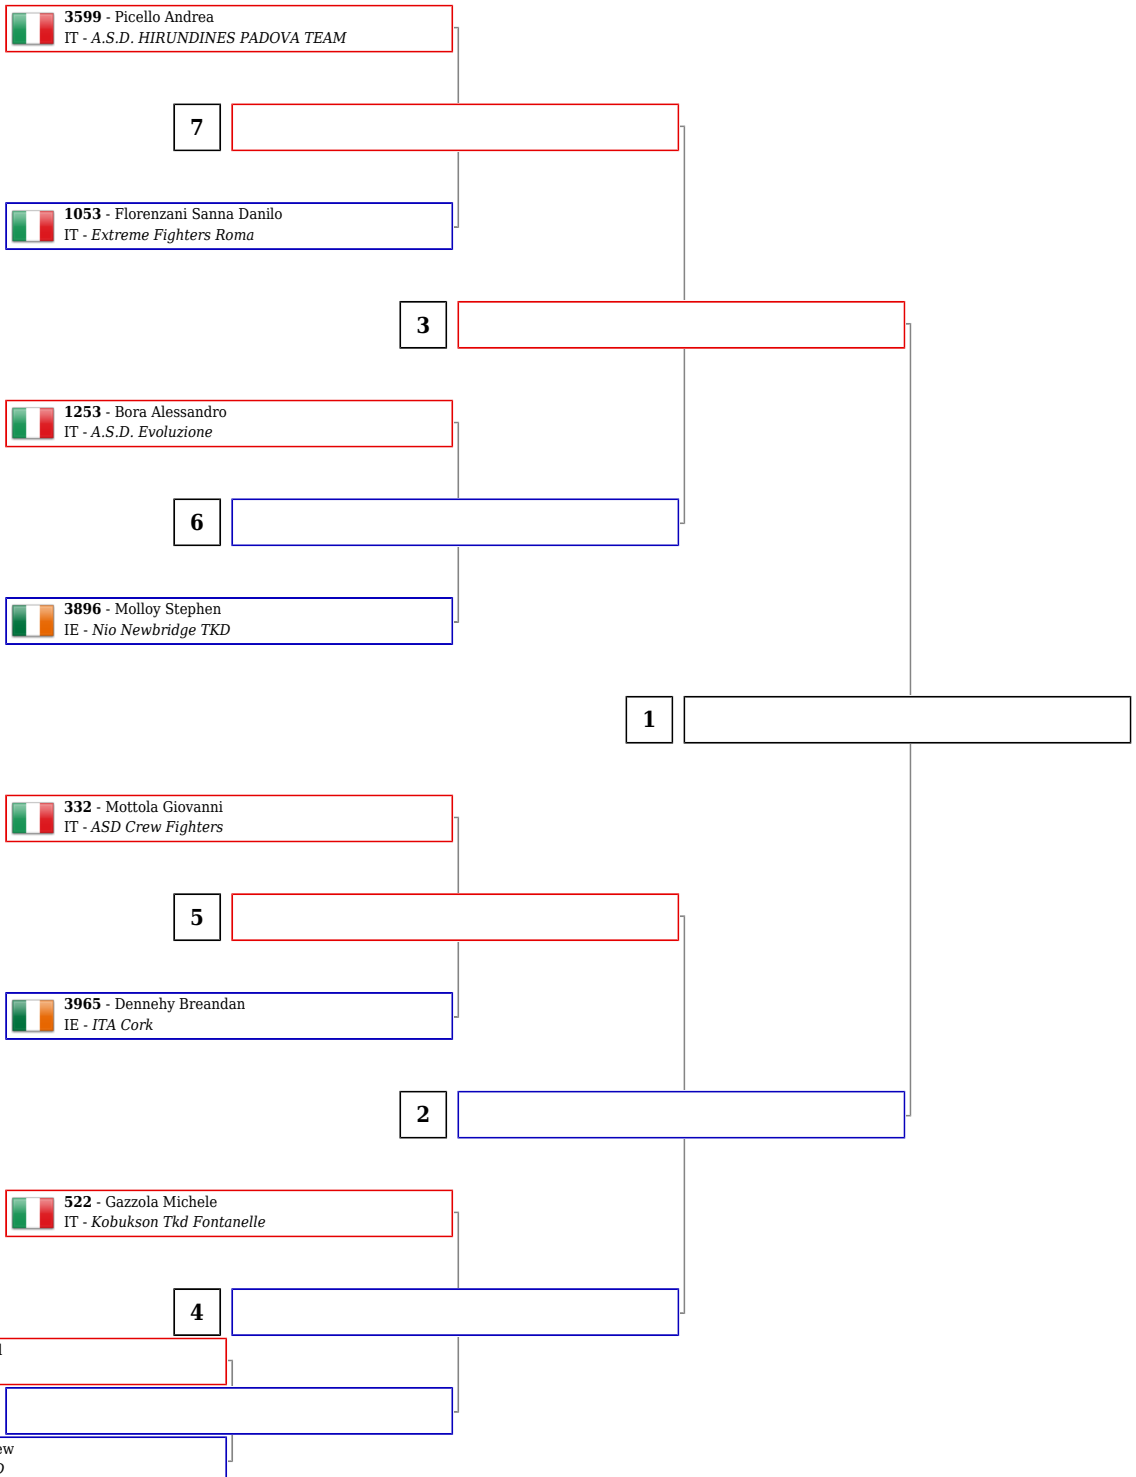 3599 - Picello Andrea
IT - A.S.D. HIRUNDINES PADOVA TEAM
7
1053 - Florenzani Sanna Danilo
IT - Extreme Fighters Roma
3
1253 - Bora Alessandro
IT - A.S.D. Evoluzione
6
3896 - Molloy Stephen
IE - Nio Newbridge TKD
1
332 - Mottola Giovanni
IT - ASD Crew Fighters
5
3965 - Dennehy Breandan
IE - ITA Cork
2
522 - Gazzola Michele
IT - Kobukson Tkd Fontanelle
4